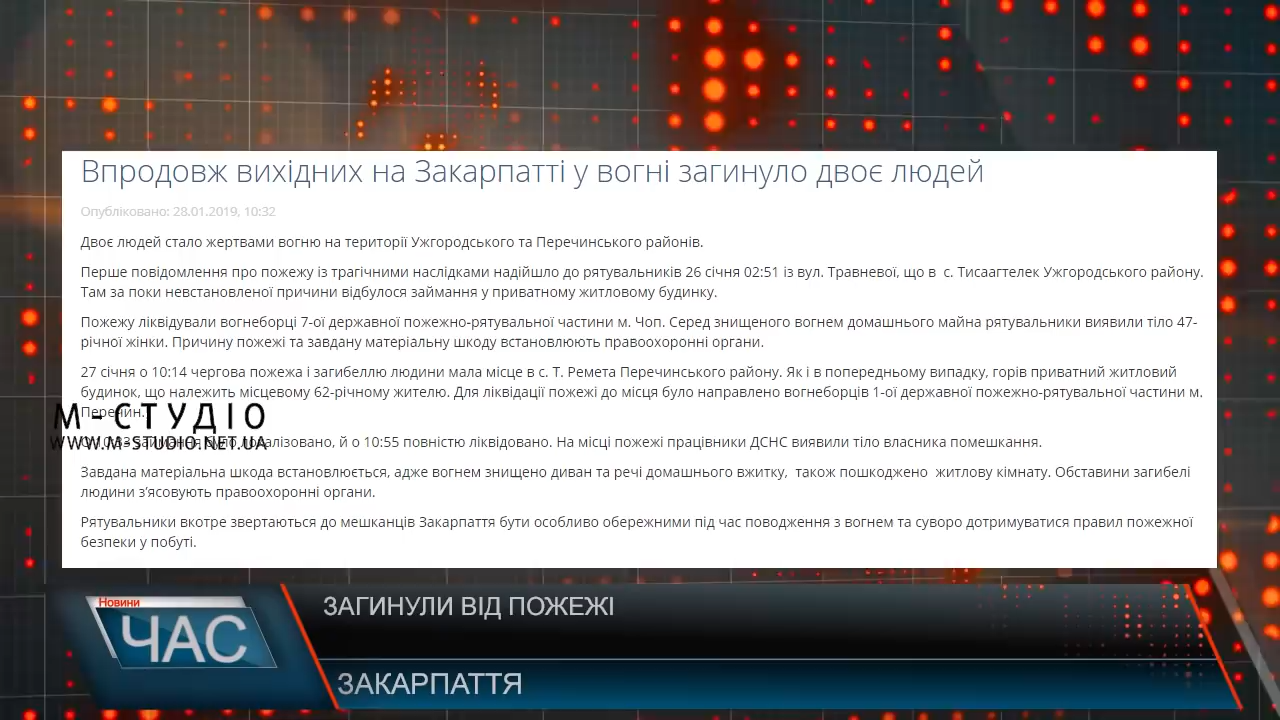 Впродовж вихідних на Закарпатті у вогні загинуло двоє людей
Опубліковано: 28.01.2019, 10:32
Двоє людей стало жертвами вогню на території Ужгородського та Перечинського районів.
Перше повідомлення про пожежу із трагічними наслідками надійшло до рятувальників 26 січня 02:51 із вул. Травневої, що в с. Тисаагтелек Ужгородського району.
Там за поки невстановленої причини відбулося займання у приватному житловому будинку.
Пожежу ліквідували вогнеборці 7-ої державної пожежно-рятувальної частини м. Чоп. Серед знищеного вогнем домашнього майна рятувальники виявили тіло 47-
річної жінки. Причину пожежі та завдану матеріальну шкоду встановлюють правоохоронні органи.
27 січня о 10:14 чергова пожежа і загибеллю людини мала місце в с. Т. Ремета Перечинського району. Як і в попередньому випадку, горів приватний житловий
будинок, що належить місцевому 62-річному жителю. Для ліквідації пожежі до місця було направлено вогнеборців 1-ої державної пожежно-рятувальної частини м.
Перечин.
М-СТУДІО
WWW.M-STUDIO.NET.UA
займання було локалізовано, й о 10:55 повністю ліквідовано. На місці пожежі працівники ДСНС виявили тіло власника помешкання.
Завдана матеріальна шкода встановлюється, адже вогнем знищено диван та речі домашнього вжитку, також пошкоджено житлову кімнату. Обставини загибелі
людини з’ясовують правоохоронні органи.
Рятувальники вкотре звертаються до мешканців Закарпаття бути особливо обережними під час поводження з вогнем та суворо дотримуватися правил пожежної
безпеки у побуті.
Новини
ЧАС
ЗАГИНУЛИ ВІД ПОЖЕЖІ
ЗАКАРПАТТЯ